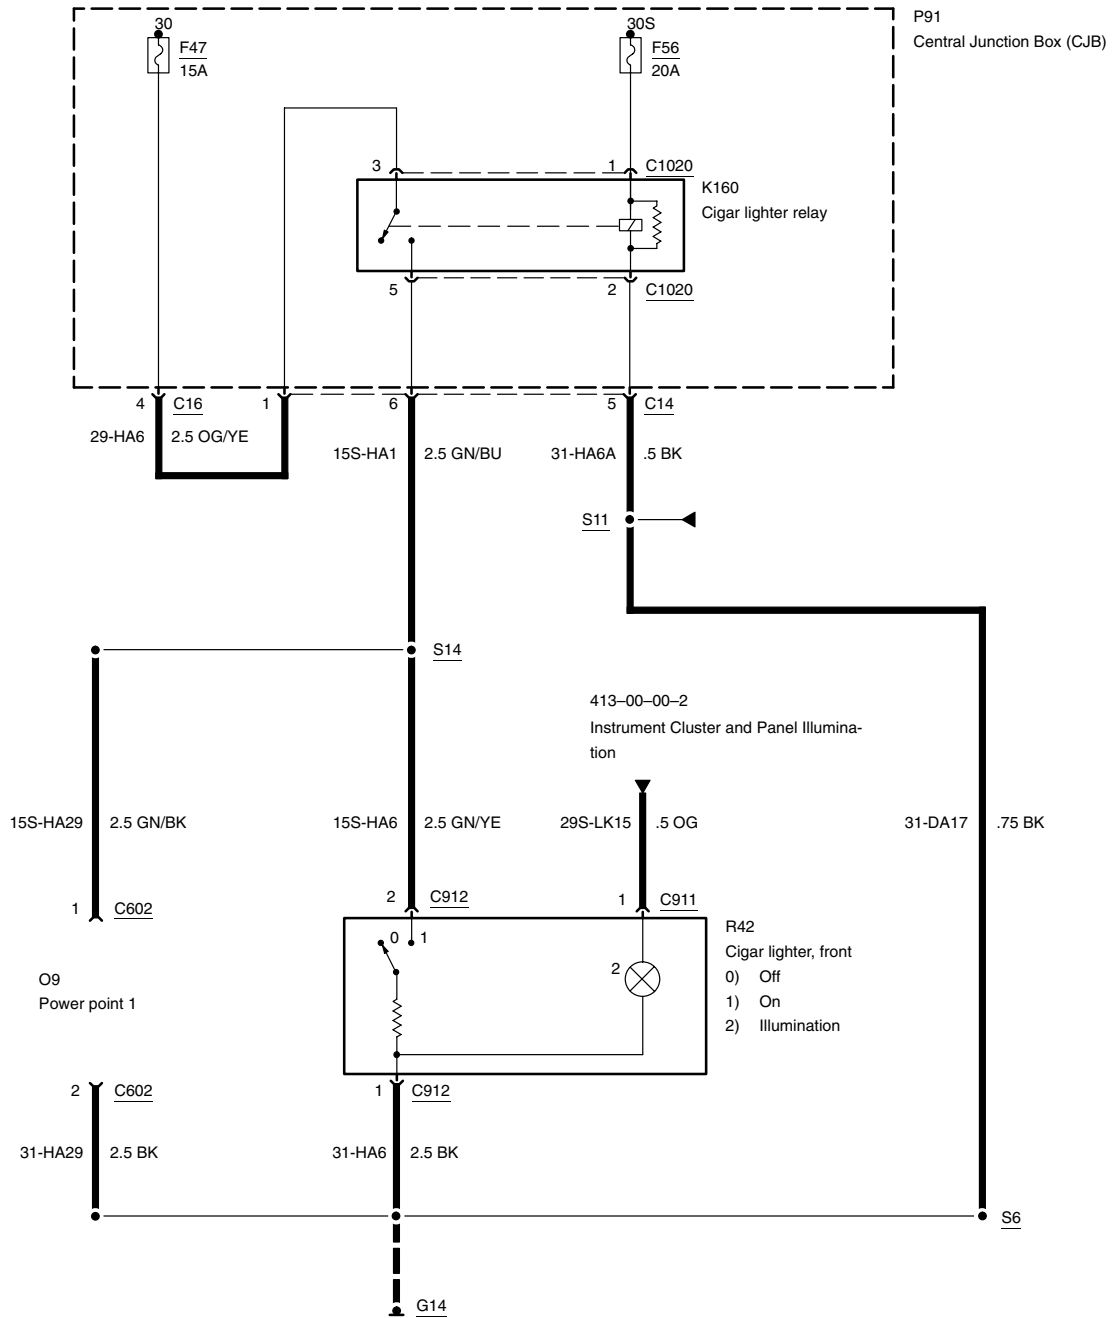 P91
Central Junction Box (CJB)
30
F47
15A
30S
F56
20A
3
1
C1020
K160
Cigar lighter relay
5
2
C1020
4
C16
1
6
5
C14
29-HA6
2.5 OG/YE
15S-HA1
2.5 GN/BU
31-HA6A
.5 BK
S11
S14
413–00–00–2
Instrument Cluster and Panel Illumina-
tion
15S-HA29
2.5 GN/BK
15S-HA6
2.5 GN/YE
29S-LK15
.5 OG
31-DA17
.75 BK
1
C602
2
C912
1
C911
R42
Cigar lighter, front
0) Off
1) On
2) Illumination
0
1
2
O9
Power point 1
2
C602
1
C912
31-HA29
2.5 BK
31-HA6
2.5 BK
S6
G14